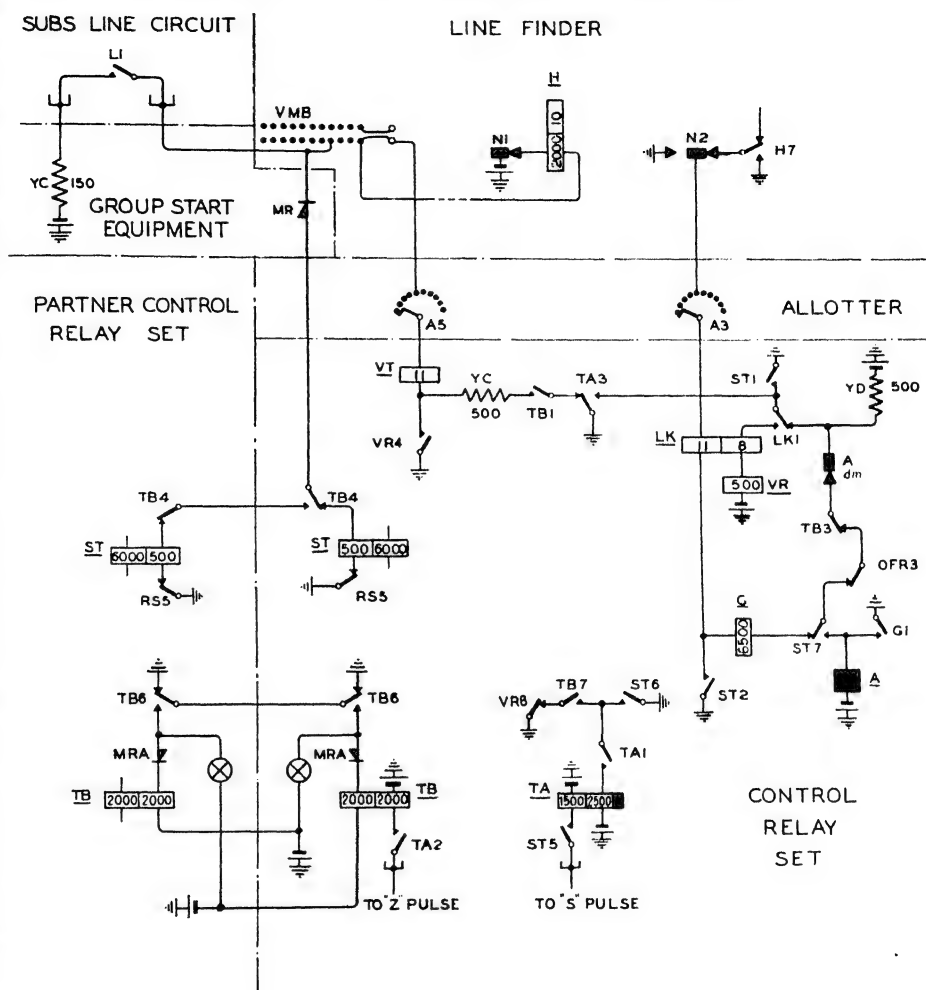 SUBS LINE CIRCUIT
LINE FINDER
L1
H
10
2000
VMB
N1
N2
H7
YC
150
MR
GROUP START
EQUIPMENT
PARTNER CONTROL
RELAY SET
A5
A3
ALLOTTER
VT
11
YC
500
TB1
TA3
ST1
YD
500
VR4
LK
11
8
LK1
500
VR
A
dm
TB4
TB4
TB3
ST
6000
500
ST
500
6000
OFR3
RS5
RS5
G
6500
ST7
G1
ST2
A
TB6
TB6
VR8
TB7
ST6
MRA
MRA
TA1
TB
2000
2000
2000
2000
TB
TA
1500
2500
CONTROL
RELAY
SET
TA2
ST5
TO "Z" PULSE
TO "S" PULSE